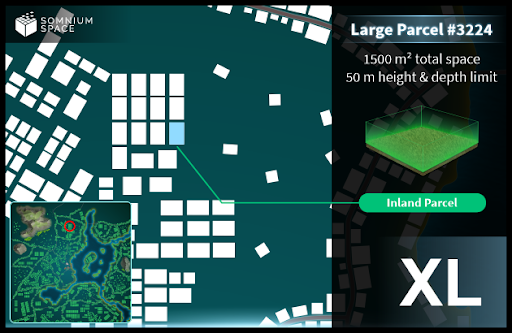 SOMNIUM
SPACE
Large Parcel #3224
1500 m² total space
50 m height & depth limit
Inland Parcel
XL